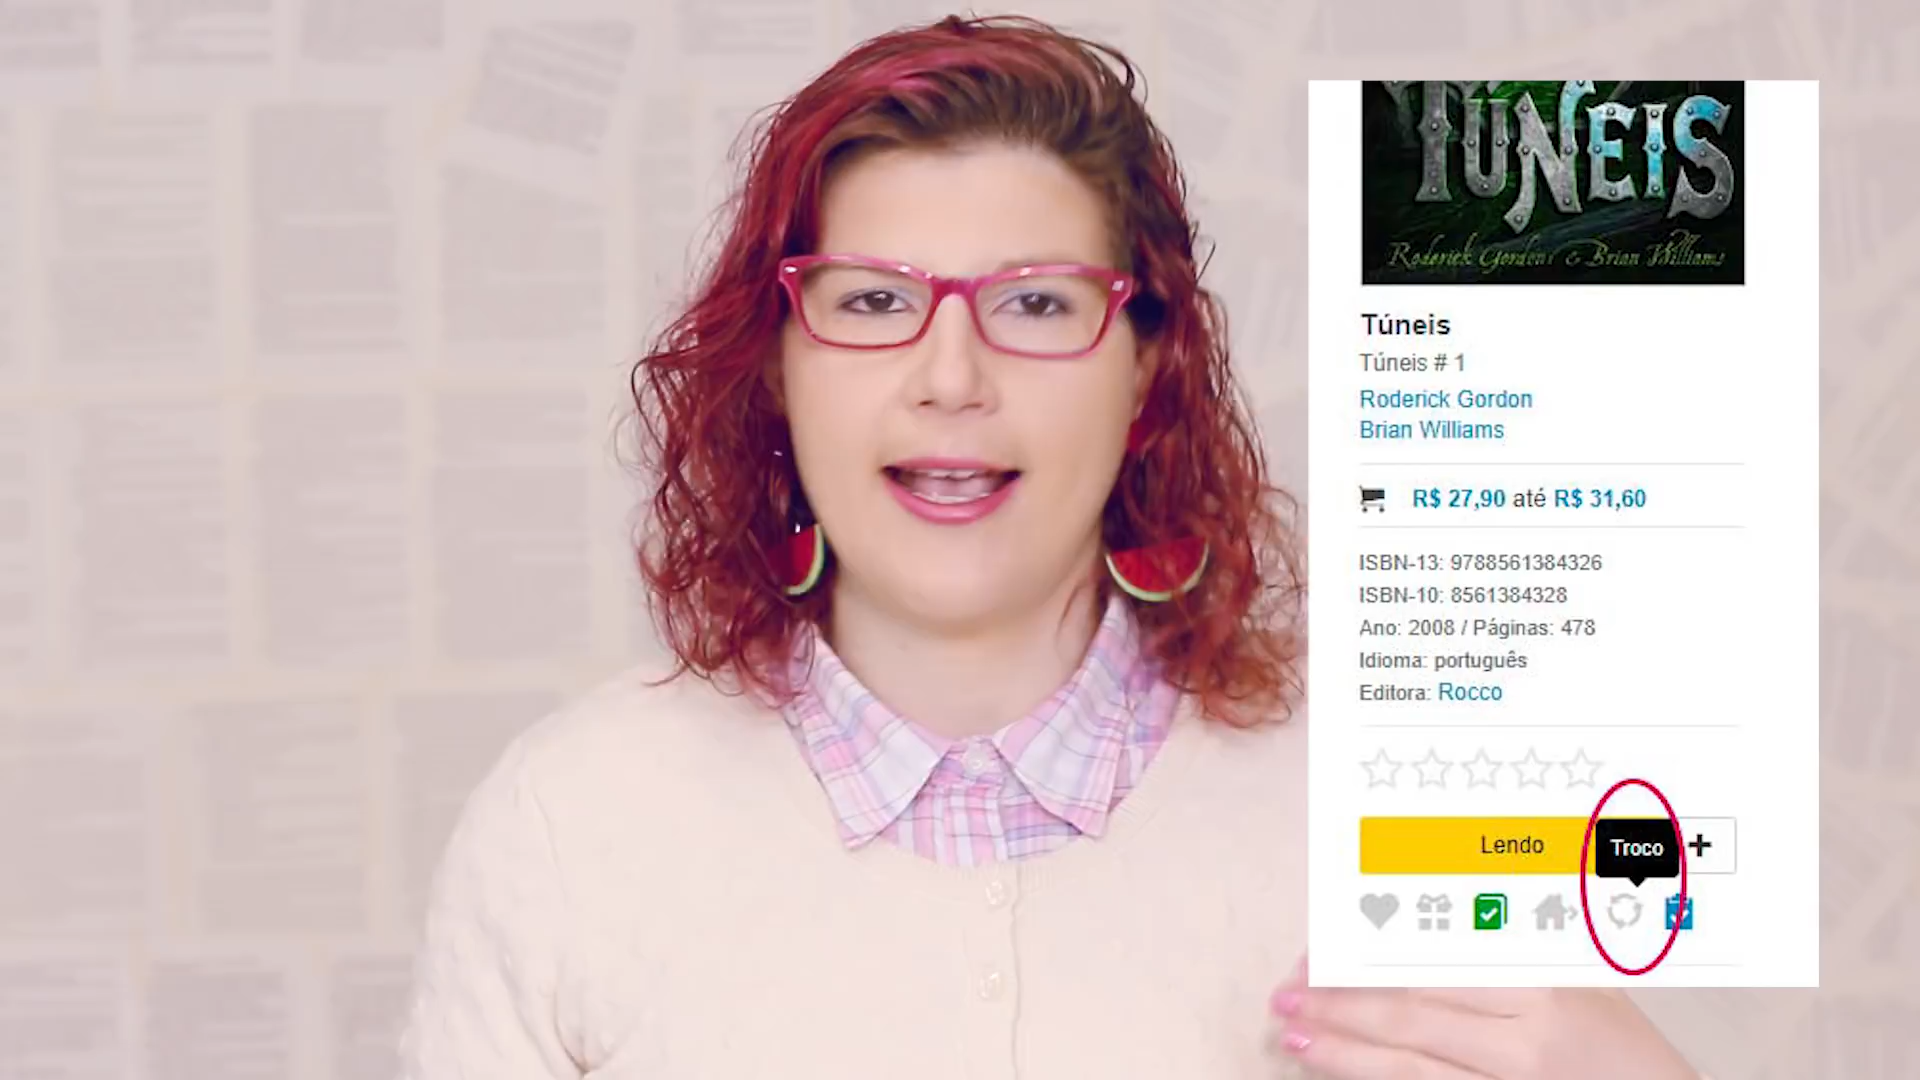 TÚNEIS
Roderick Gordon & Brian Williams
Túneis
Túneis # 1
Roderick Gordon
Brian Williams
R$ 27,90 até R$ 31,60
ISBN-13: 9788561384326
ISBN-10: 8561384328
Ano: 2008 / Páginas: 478
Idioma: português
Editora: Rocco
Lendo
Troco
+